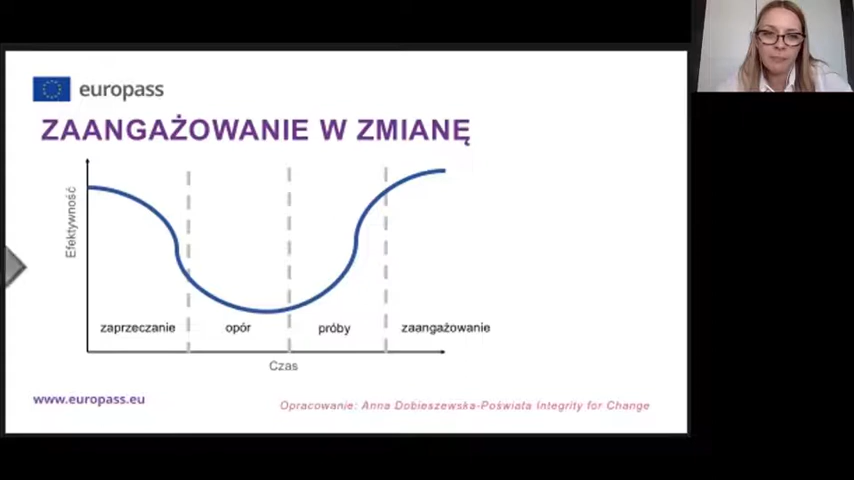 europass
ZAANGAŻOWANIE W ZMIANĘ
Efektywność
zaprzeczanie
opór
próby
zaangażowanie
Czas
www.europass.eu
Opracowanie: Anna Dobieszewska-Poświata Integrity for Change